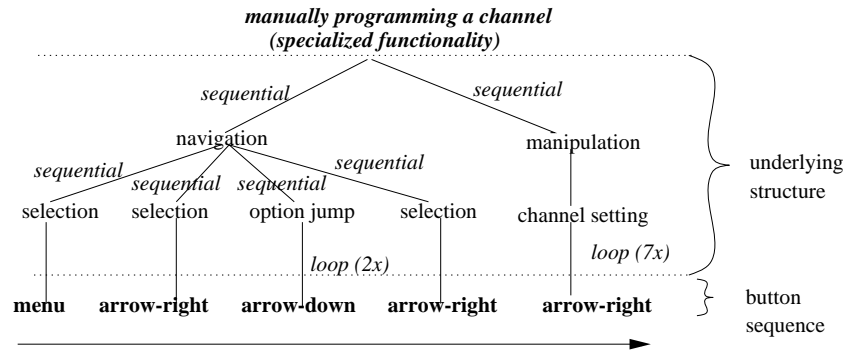 manually programming a channel
(specialized functionality)
sequential
sequential
navigation
manipulation
sequential
sequential
sequential
sequential
underlying
structure
selection
selection
option jump
selection
channel setting
loop (2x)
loop (7x)
menu
arrow-right
arrow-down
arrow-right
arrow-right
button
sequence